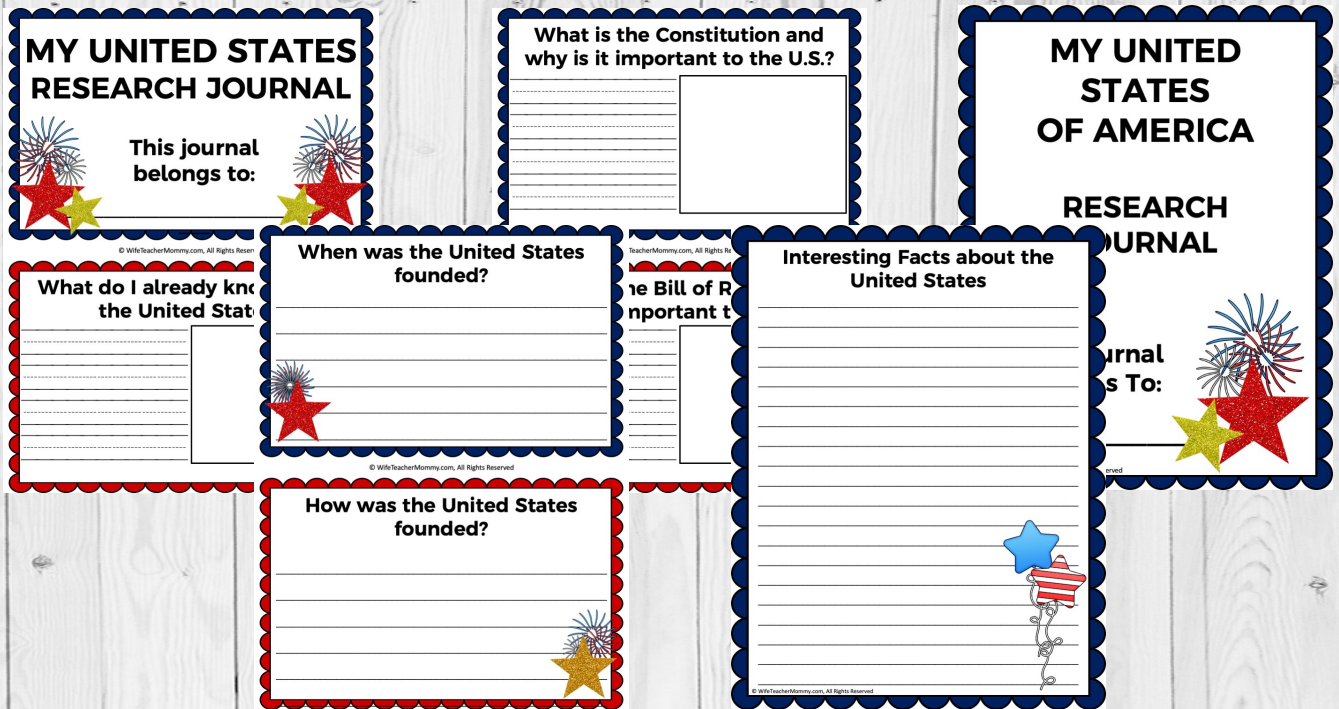 MY UNITED STATES
RESEARCH JOURNAL
This journal
belongs to:
© WifeTeacherMommy.com, All Rights
What is the Constitution and
why is it important to the U.S.?
MY UNITED
STATES
OF AMERICA
RESEARCH
What do I already
the United
When was the United States
founded?
© WifeTeacherMommy.com, All Rights Reserved
Bill of
How was the United States
founded?
Interesting Facts about the
United States
© WifeTeacherMommy.com, All Rights Reserved
To: